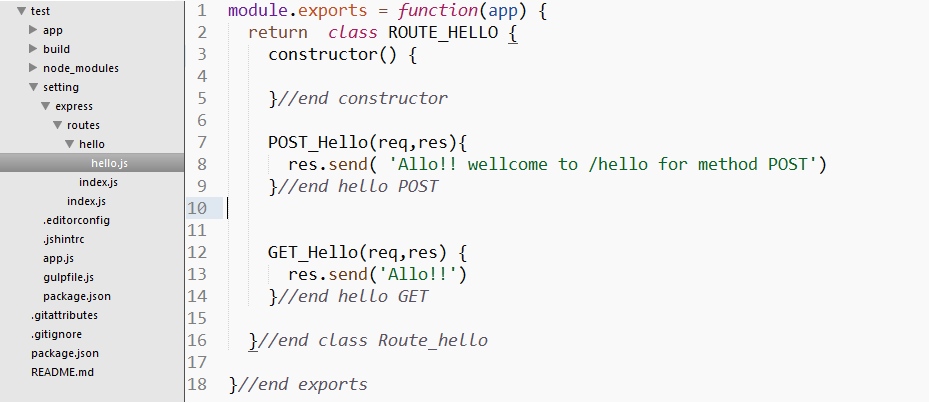 test
app
build
node_modules
setting
express
routes
hello
hello.js
index.js
index.js
.editorconfig
.jshintrc
app.js
gulpfile.js
package.json
.gitattributes
.gitignore
package.json
README.md
1 module.exports = function(app) {
2 return  class ROUTE_HELLO {
3 constructor() {
4
5 }//end constructor
6
7 POST_Hello(req,res){
8 res.send( 'Allo!! wellcome to /hello for method POST')
9 }//end hello POST
10
11
12 GET_Hello(req,res) {
13 res.send('Allo!!')
14 }//end hello GET
15
16 }//end class Route_hello
17
18 }//end exports